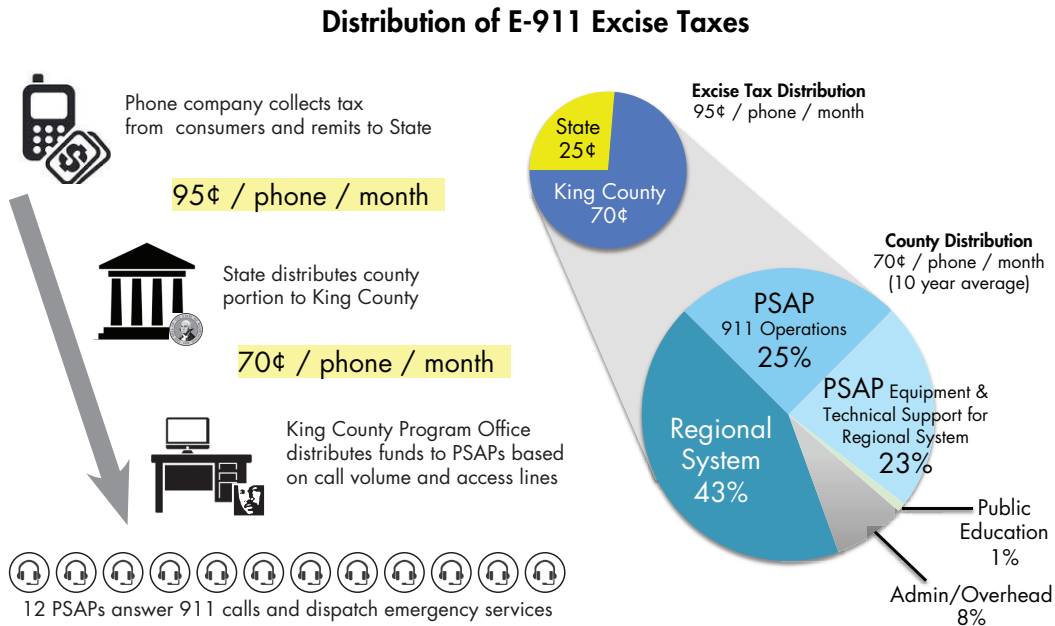 Distribution of E-911 Excise Taxes
Phone company collects tax
from consumers and remits to State
95¢ / phone / month
State distributes county
portion to King County
70¢ / phone / month
King County Program Office
distributes funds to PSAPs based
on call volume and access lines
12 PSAPs answer 911 calls and dispatch emergency services
Excise Tax Distribution
95¢ / phone / month
State
25¢
King County
70¢
County Distribution
70¢ / phone / month
(10 year average)
PSAP
911 Operations
25%
PSAP Equipment &
Technical Support for
Regional System
23%
Regional
System
43%
Public
Education
1%
Admin/Overhead
8%